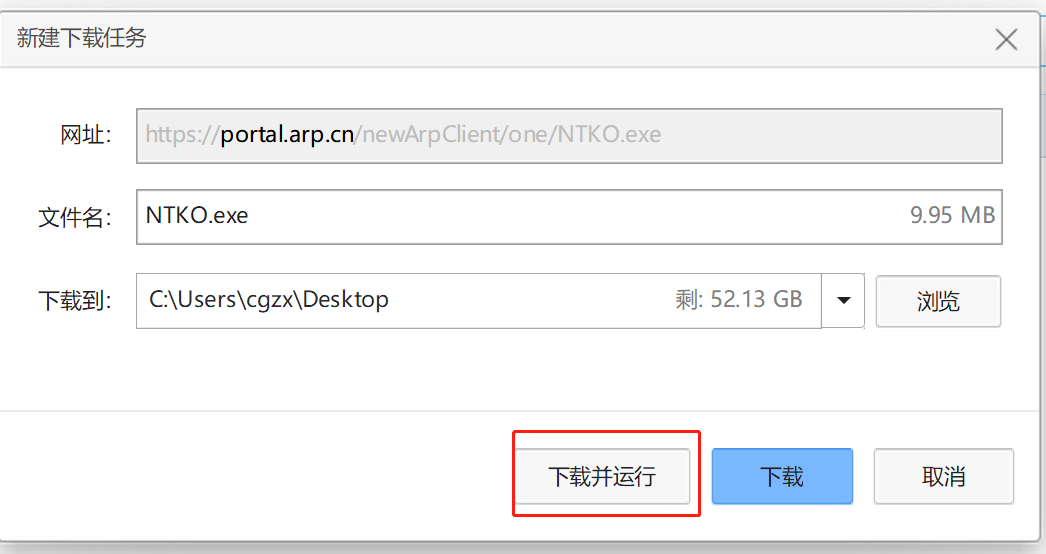 新建下载任务
网址: https://portal.arp.cn/newArpClient/one/NTKO.exe
文件名: NTKO.exe 9.95 MB
下载到: C:\Users\cgzx\Desktop 剩: 52.13 GB 浏览
下载并运行 下载 取消